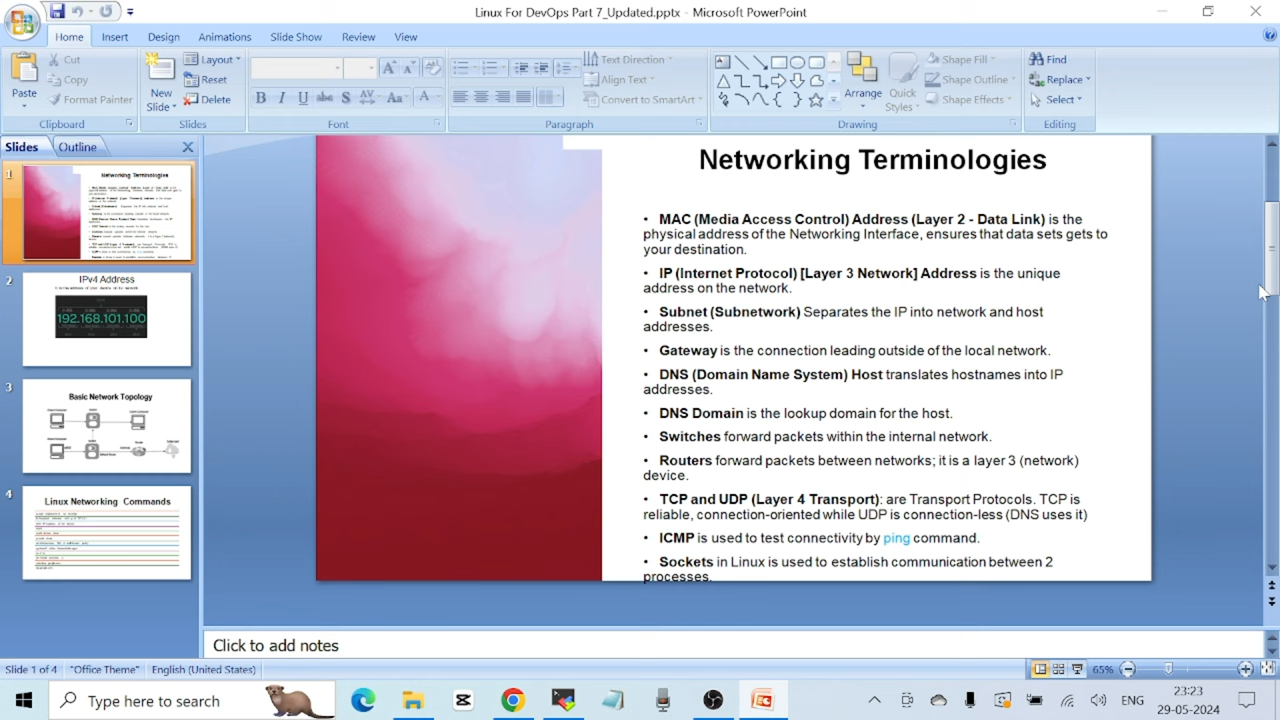 Linux For DevOps Part 7_Updated.pptx - Microsoft PowerPoint
Home Insert Design Animations Slide Show Review View
Paste
Cut
Copy
Format Painter
Clipboard
New Slide
Layout
Reset
Delete
Slides
Font
Text Direction
Align Text
Convert to SmartArt
Paragraph
Arrange
Quick Styles
Shape Fill
Shape Outline
Shape Effects
Drawing
Find
Replace
Select
Editing
Slides Outline
1
Networking Terminologies
2
IPv4 Address
192.168.101.100
3
Basic Network Topology
4
Linux Networking Commands
Networking Terminologies
• MAC (Media Access Control) Address (Layer 2 - Data Link) is the
physical address of the Networking Interface, ensures that data sets gets to
your destination.
• IP (Internet Protocol) [Layer 3 Network] Address is the unique
address on the network.
• Subnet (Subnetwork) Separates the IP into network and host
addresses.
• Gateway is the connection leading outside of the local network.
• DNS (Domain Name System) Host translates hostnames into IP
addresses.
• DNS Domain is the lookup domain for the host.
• Switches forward packets within the internal network.
• Routers forward packets between networks; it is a layer 3 (network)
device.
• TCP and UDP (Layer 4 Transport): are Transport Protocols. TCP is
reliable, connection-oriented while UDP is connection-less (DNS uses it)
• ICMP is used to test connectivity by ping command.
• Sockets in Linux is used to establish communication between 2
processes.
Click to add notes
Slide 1 of 4 "Office Theme" English (United States) 65%
Type here to search
ENG
23:23
29-05-2024